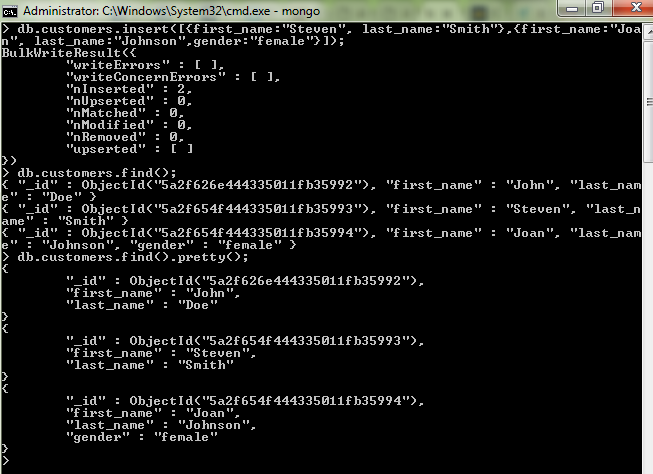 Administrator: C:\Windows\System32\cmd.exe - mongo
> db.customers.insert([{first_name:"Steven", last_name:"Smith"},{first_name:"Joa
n", last_name:"Johnson",gender:"female"}]);
BulkWriteResult({
        "writeErrors" : [ ],
        "writeConcernErrors" : [ ],
        "nInserted" : 2,
        "nUpserted" : 0,
        "nMatched" : 0,
        "nModified" : 0,
        "nRemoved" : 0,
        "upserted" : [ ]
})
> db.customers.find();
{ "_id" : ObjectId("5a2f626e444335011fb35992"), "first_name" : "John", "last_nam
e" : "Doe" }
{ "_id" : ObjectId("5a2f654f444335011fb35993"), "first_name" : "Steven", "last_n
ame" : "Smith" }
{ "_id" : ObjectId("5a2f654f444335011fb35994"), "first_name" : "Joan", "last_nam
e" : "Johnson", "gender" : "female" }
> db.customers.find().pretty();
{
        "_id" : ObjectId("5a2f626e444335011fb35992"),
        "first_name" : "John",
        "last_name" : "Doe"
}
{
        "_id" : ObjectId("5a2f654f444335011fb35993"),
        "first_name" : "Steven",
        "last_name" : "Smith"
}
{
        "_id" : ObjectId("5a2f654f444335011fb35994"),
        "first_name" : "Joan",
        "last_name" : "Johnson",
        "gender" : "female"
}
>